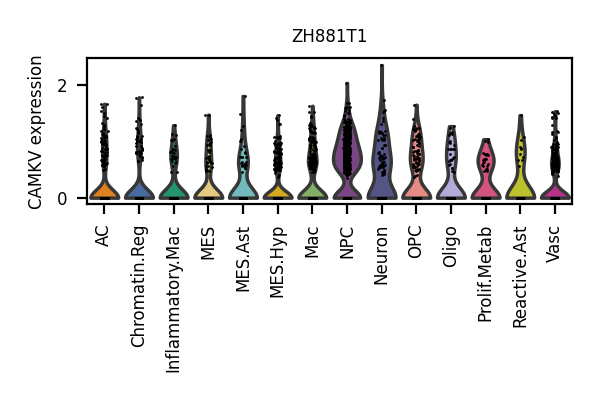 ZH881T1
CAMKV expression
2
0
AC
Chromatin.Reg
Inflammatory.Mac
MES
MES.Ast
MES.Hyp
Mac
NPC
Neuron
OPC
Oligo
Prolif.Metab
Reactive.Ast
Vasc